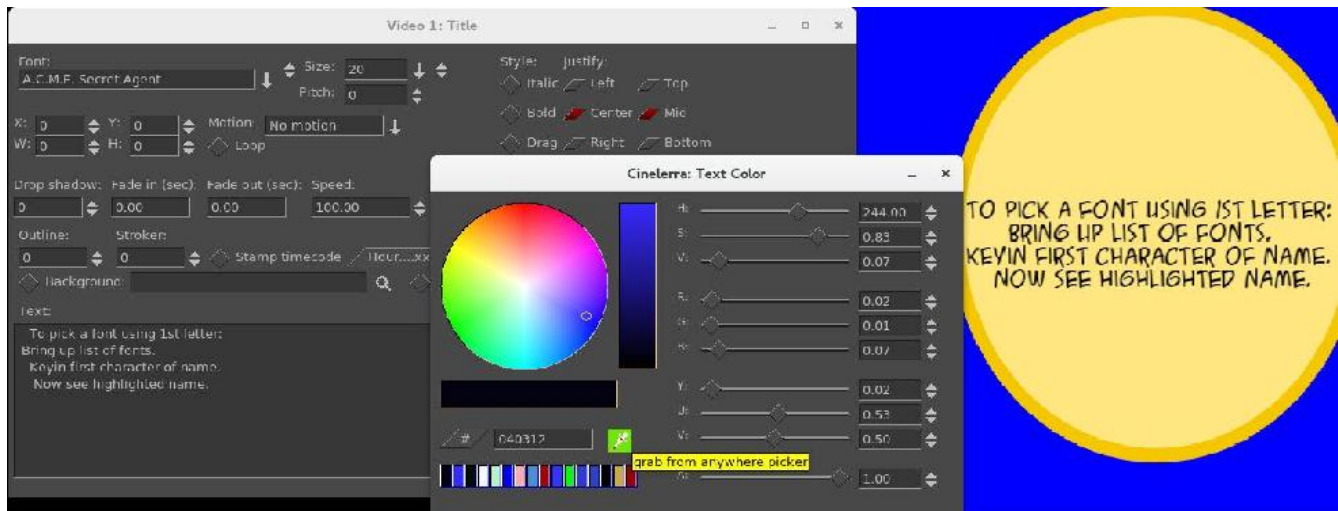 Video 1: Title
Font:
A.C.M.E. Secret Agent
Size: 20
Pitch: 0
Style: Justify:
Italic Left Top
Bold Center Mid
Drag Right Bottom
X: 0 Y: 0 Motion: No motion
W: 0 H: 0 Loop
Drop shadow: Fade in (sec): Fade out (sec): Speed:
0 0.00 0.00 100.00
Outline: Stroker:
0 0 Stamp timecode Hour....xx
Background:
Text:
To pick a font using 1st letter:
Bring up list of fonts.
Keyin first character of name.
Now see highlighted name.
Cinelerra: Text Color
H: 244.00
S: 0.83
V: 0.07
R: 0.02
G: 0.01
B: 0.07
Y: 0.02
U: 0.53
V: 0.50
A: 1.00
# 040312
grab from anywhere picker
TO PICK A FONT USING 1ST LETTER:
BRING UP LIST OF FONTS.
KEYIN FIRST CHARACTER OF NAME.
NOW SEE HIGHLIGHTED NAME.